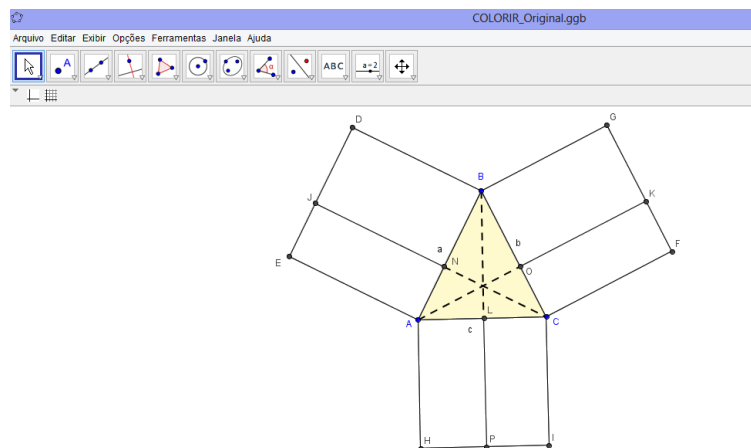 COLORIR_Original.ggb
Arquivo Editar Exibir Opções Ferramentas Janela Ajuda
A ABC a=2
α
D G
B
J K
a b
E N O F
A L C
c
H P I